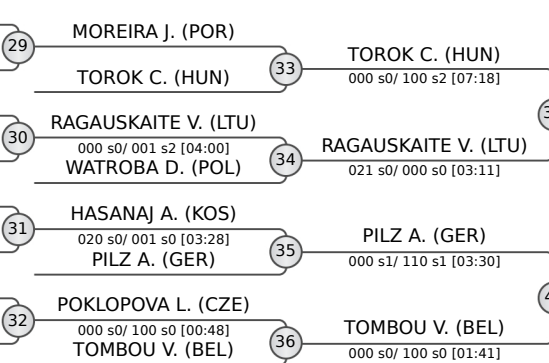 29
MOREIRA J. (POR)
TOROK C. (HUN)
33
TOROK C. (HUN)
000 s0/ 100 s2 [07:18]
30
RAGAUSKAITE V. (LTU)
000 s0/ 001 s2 [04:00]
WATROBA D. (POL)
34
RAGAUSKAITE V. (LTU)
021 s0/ 000 s0 [03:11]
31
HASANAJ A. (KOS)
020 s0/ 001 s0 [03:28]
PILZ A. (GER)
35
PILZ A. (GER)
000 s1/ 110 s1 [03:30]
32
POKLOPOVA L. (CZE)
000 s0/ 100 s0 [00:48]
TOMBOU V. (BEL)
36
TOMBOU V. (BEL)
000 s0/ 100 s0 [01:41]